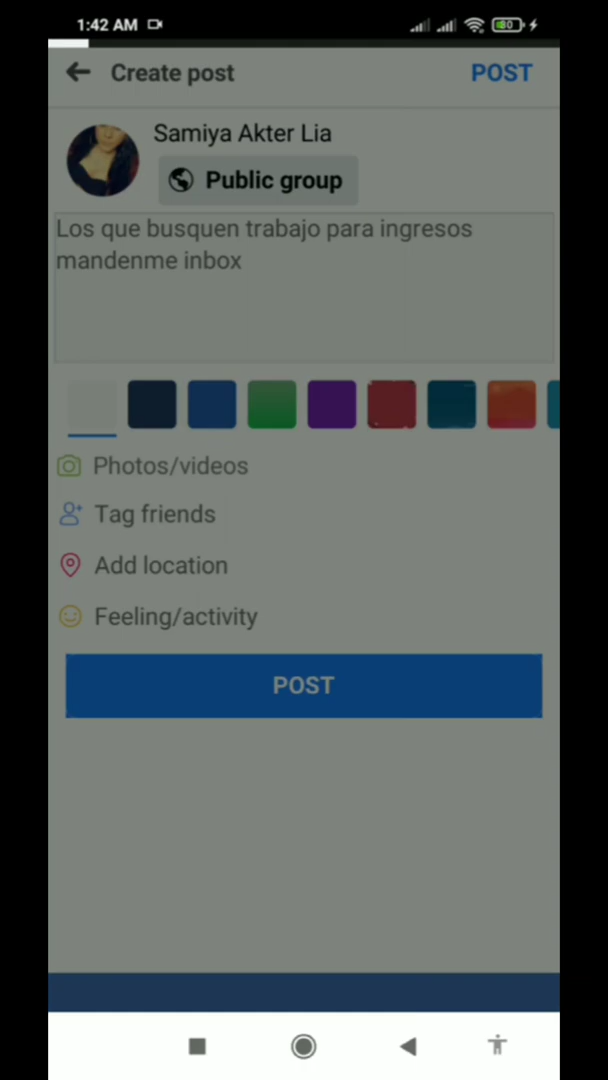 1:42 AM
80
Create post
POST
Samiya Akter Lia
Public group
Los que busquen trabajo para ingresos
mandenme inbox
Photos/videos
Tag friends
Add location
Feeling/activity
POST